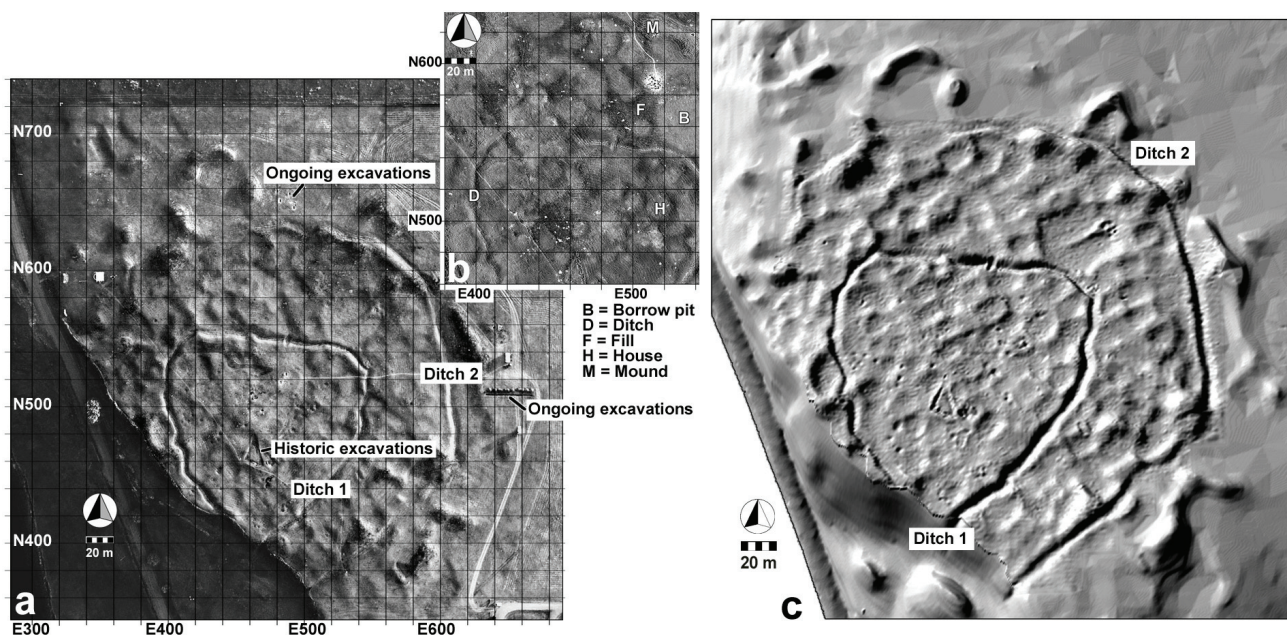 N700
N600
N500
N400
E300
E400
E500
E600
Ongoing excavations
Ditch 2
Ongoing excavations
Historic excavations
Ditch 1
20 m
a
20 m
N600
N500
M
F
B
D
H
b
E400
E500
B = Borrow pit
D = Ditch
F = Fill
H = House
M = Mound
Ditch 2
Ditch 1
20 m
c